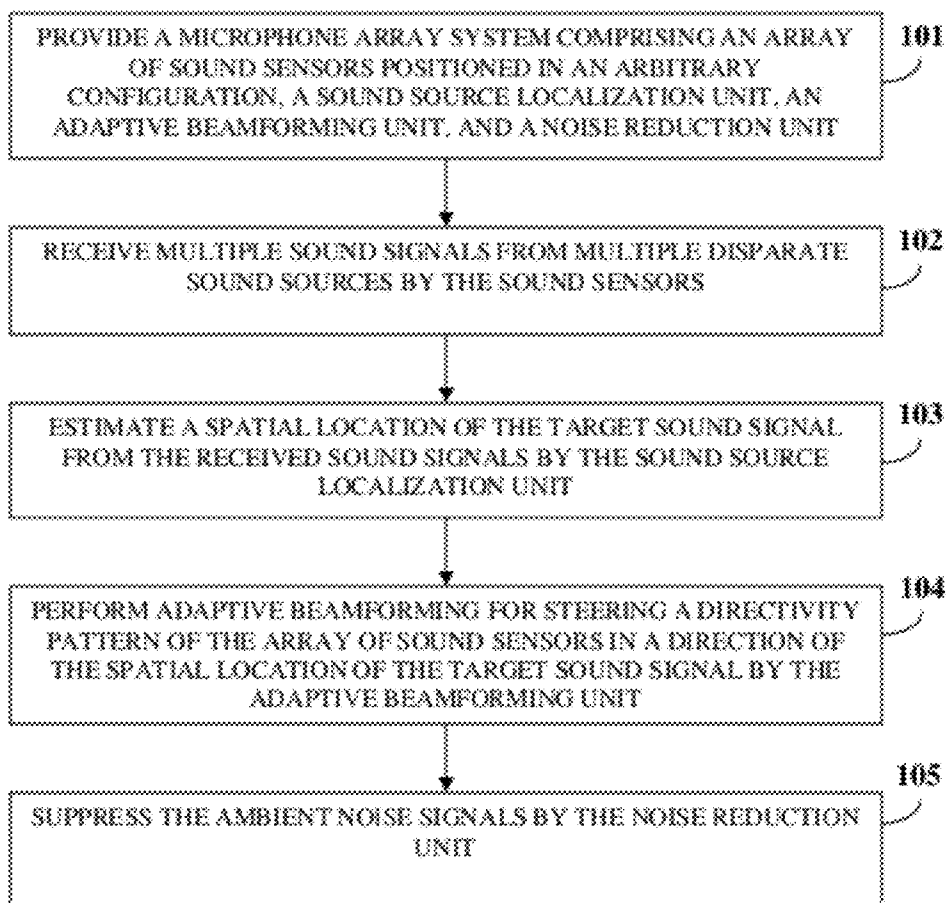 PROVIDE A MICROPHONE ARRAY SYSTEM COMPRISING AN ARRAY
OF SOUND SENSORS POSITIONED IN AN ARBITRARY
CONFIGURATION, A SOUND SOURCE LOCALIZATION UNIT, AN
ADAPTIVE BEAMFORMING UNIT, AND A NOISE REDUCTION UNIT
101
RECEIVE MULTIPLE SOUND SIGNALS FROM MULTIPLE DISPARATE
SOUND SOURCES BY THE SOUND SENSORS
102
ESTIMATE A SPATIAL LOCATION OF THE TARGET SOUND SIGNAL
FROM THE RECEIVED SOUND SIGNALS BY THE SOUND SOURCE
LOCALIZATION UNIT
103
PERFORM ADAPTIVE BEAMFORMING FOR STEERING A DIRECTIVITY
PATTERN OF THE ARRAY OF SOUND SENSORS IN A DIRECTION OF
THE SPATIAL LOCATION OF THE TARGET SOUND SIGNAL BY THE
ADAPTIVE BEAMFORMING UNIT
104
SUPPRESS THE AMBIENT NOISE SIGNALS BY THE NOISE REDUCTION
UNIT
105